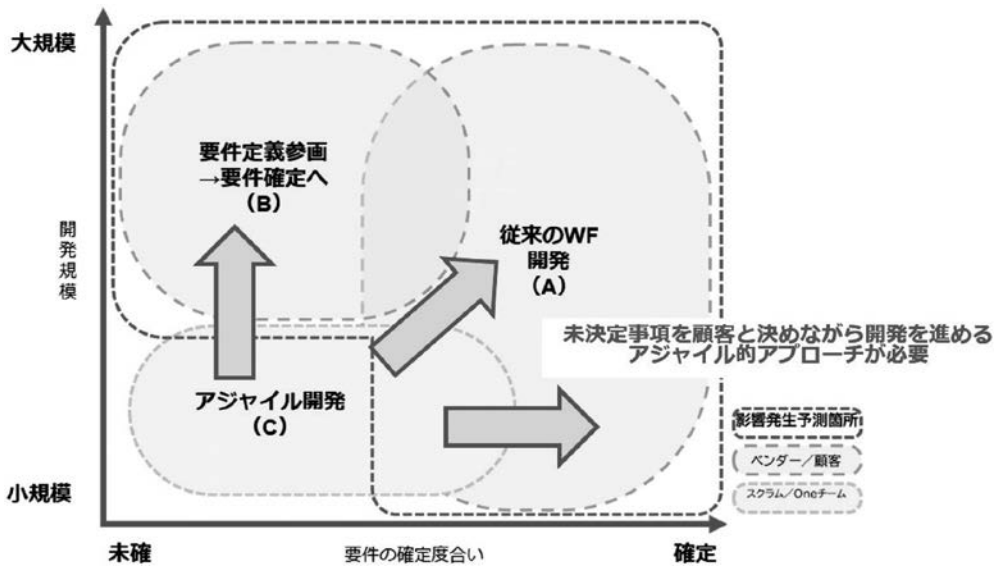 大規模
要件定義参画
→要件確定へ
（B）
従来のWF
開発
（A）
開発規模
未決定事項を顧客と決めながら開発を進める
アジャイル的アプローチが必要
アジャイル開発
（C）
影響発生予測箇所
ベンダー／顧客
スクラム／Oneチーム
小規模
未確
要件の確定度合い
確定